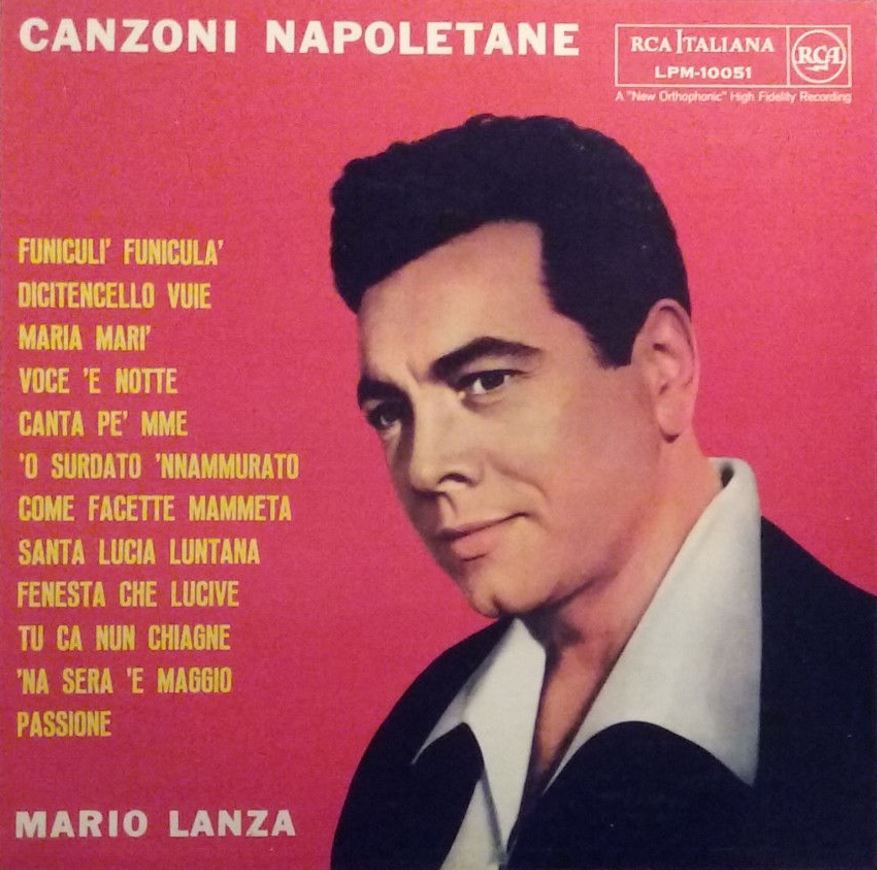 CANZONI NAPOLETANE
RCA ITALIANA
LPM-10051
RCA
A "New Orthophonic" High Fidelity Recording
FUNICULI' FUNICULA'
DICITENCELLO VUIE
MARIA MARI'
VOCE 'E NOTTE
CANTA PE' MME
'O SURDATO 'NNAMMURATO
COME FACETTE MAMMETA
SANTA LUCIA LUNTANA
FENESTA CHE LUCIVE
TU CA NUN CHIAGNE
'NA SERA 'E MAGGIO
PASSIONE
MARIO LANZA